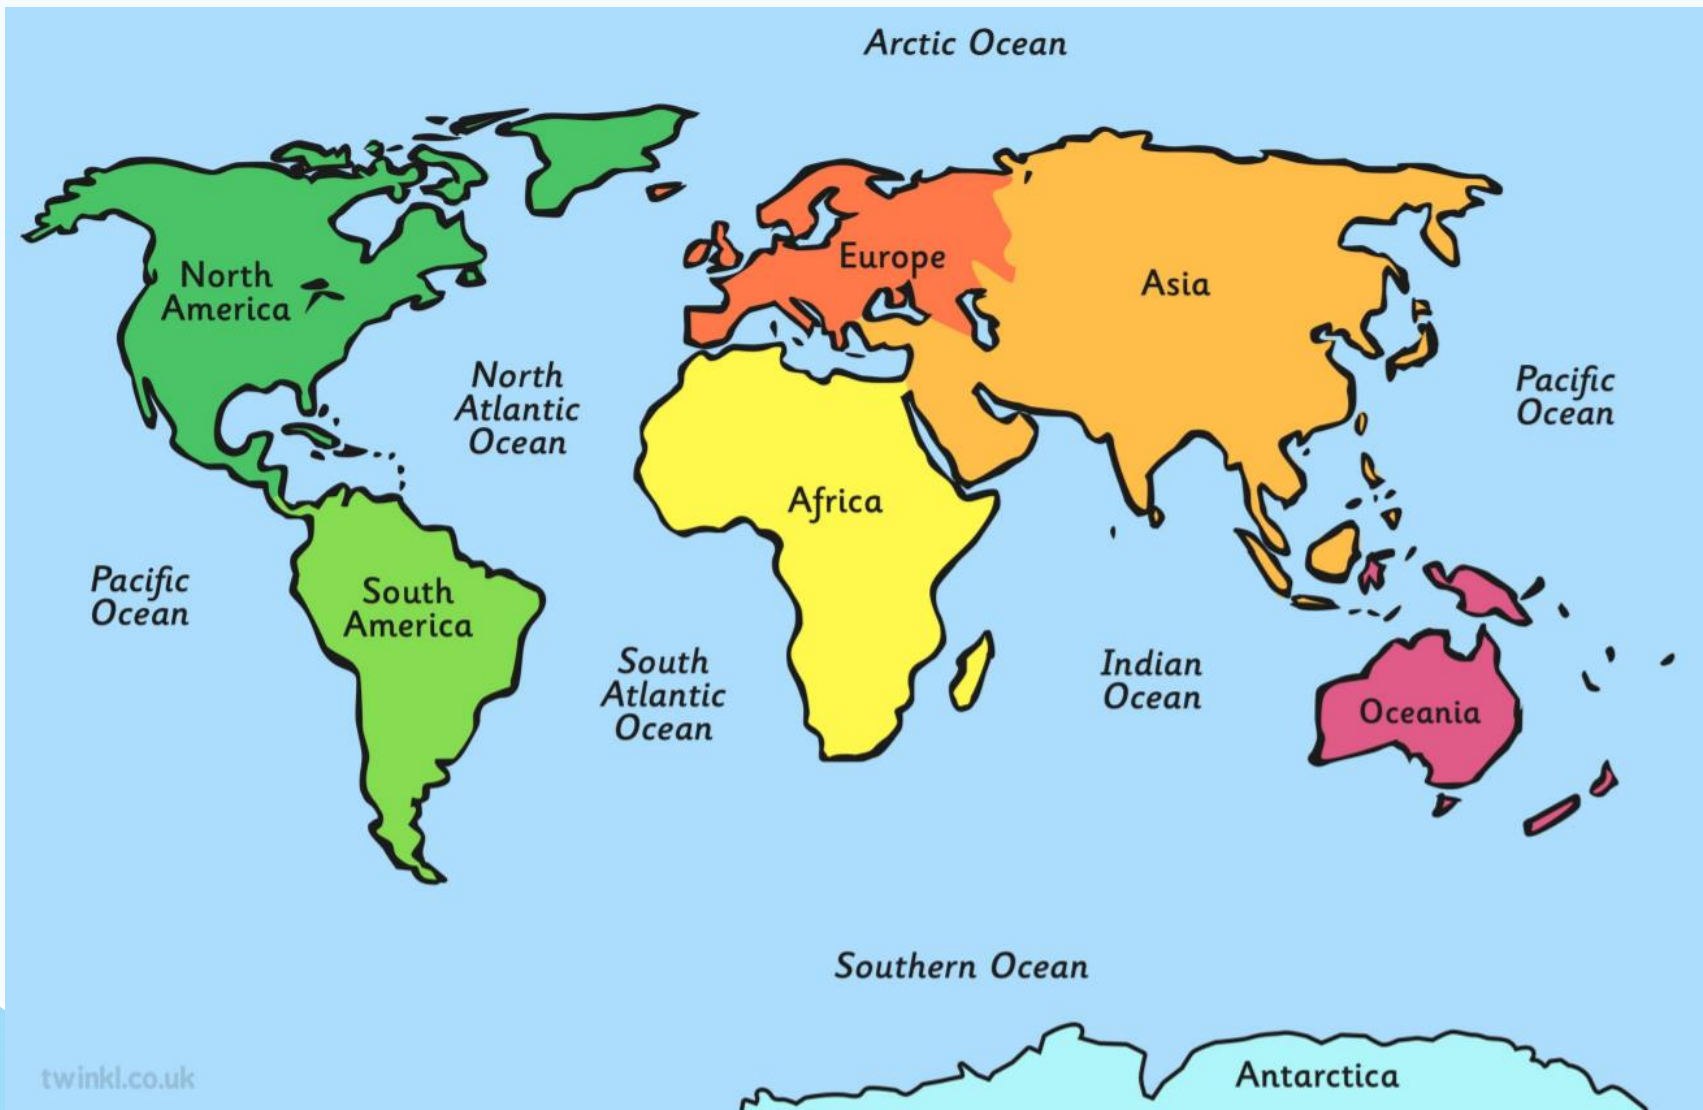 Arctic Ocean
North
America
Europe
Asia
North
Atlantic
Ocean
Pacific
Ocean
Africa
Pacific
Ocean
South
America
South
Atlantic
Ocean
Indian
Ocean
Oceania
Southern Ocean
Antarctica
twinkl.co.uk